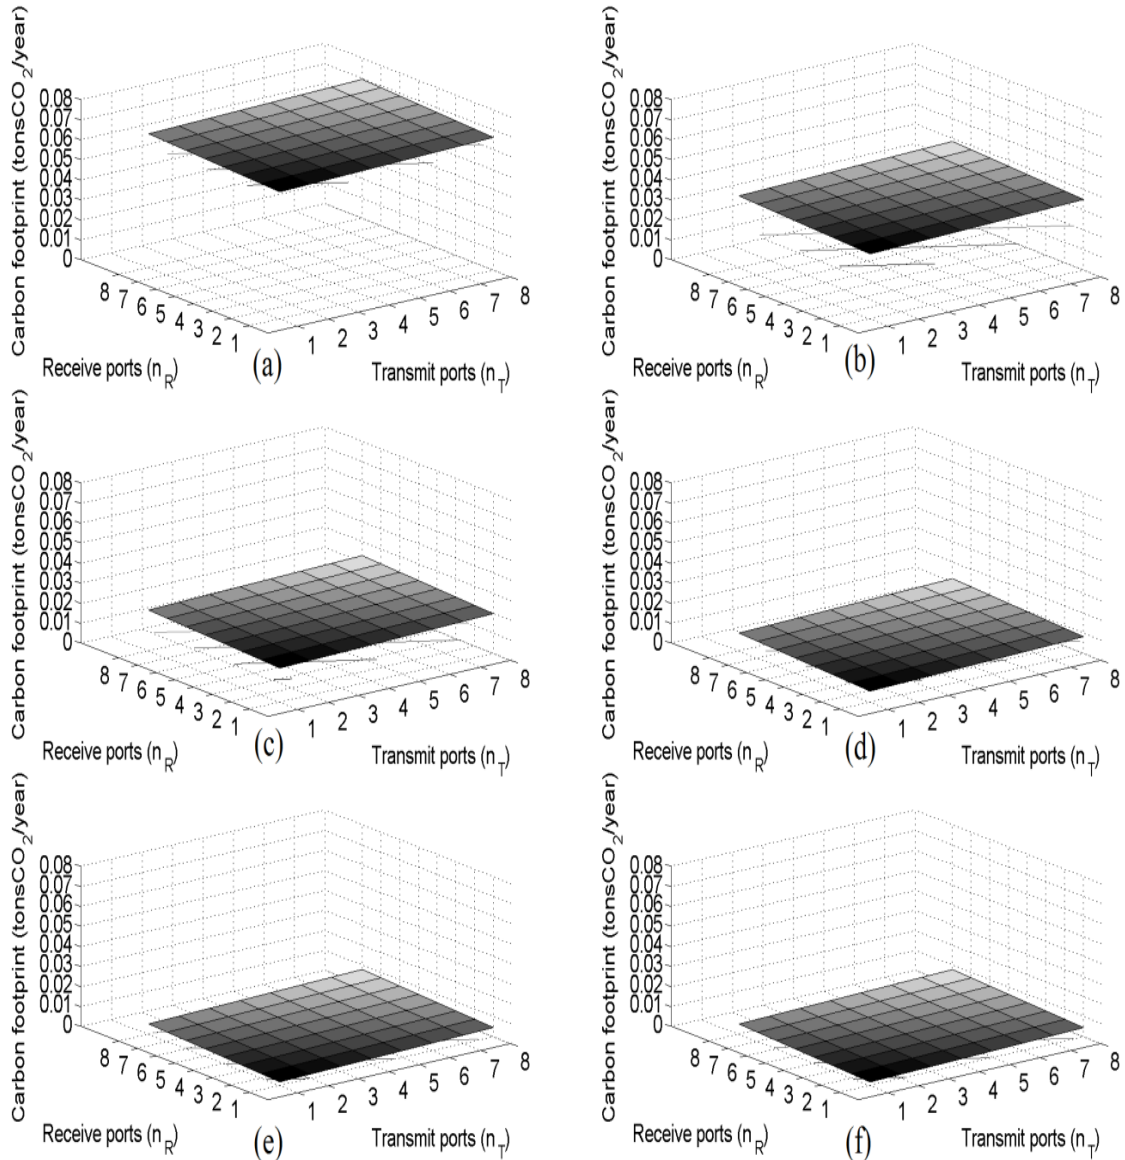 Carbon footprint (tonsCO2/year)
0.08
0.07
0.06
0.05
0.04
0.03
0.02
0.01
0
8 7 6 5 4 3 2 1
1 2 3 4 5 6 7 8
Receive ports (nR)
(a)
Transmit ports (nT)
Carbon footprint (tonsCO2/year)
0.08
0.07
0.06
0.05
0.04
0.03
0.02
0.01
0
8 7 6 5 4 3 2 1
1 2 3 4 5 6 7 8
Receive ports (nR)
(b)
Transmit ports (nT)
Carbon footprint (tonsCO2/year)
0.08
0.07
0.06
0.05
0.04
0.03
0.02
0.01
0
8 7 6 5 4 3 2 1
1 2 3 4 5 6 7 8
Receive ports (nR)
(c)
Transmit ports (nT)
Carbon footprint (tonsCO2/year)
0.08
0.07
0.06
0.05
0.04
0.03
0.02
0.01
0
8 7 6 5 4 3 2 1
1 2 3 4 5 6 7 8
Receive ports (nR)
(d)
Transmit ports (nT)
Carbon footprint (tonsCO2/year)
0.08
0.07
0.06
0.05
0.04
0.03
0.02
0.01
0
8 7 6 5 4 3 2 1
1 2 3 4 5 6 7 8
Receive ports (nR)
(e)
Transmit ports (nT)
Carbon footprint (tonsCO2/year)
0.08
0.07
0.06
0.05
0.04
0.03
0.02
0.01
0
8 7 6 5 4 3 2 1
1 2 3 4 5 6 7 8
Receive ports (nR)
(f)
Transmit ports (nT)